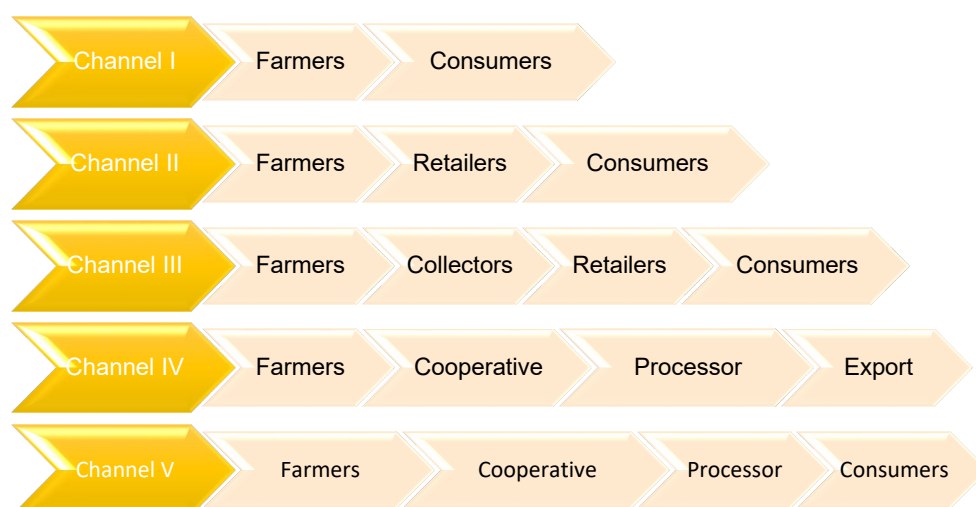 Channel I Farmers Consumers
Channel II Farmers Retailers Consumers
Channel III Farmers Collectors Retailers Consumers
Channel IV Farmers Cooperative Processor Export
Channel V Farmers Cooperative Processor Consumers